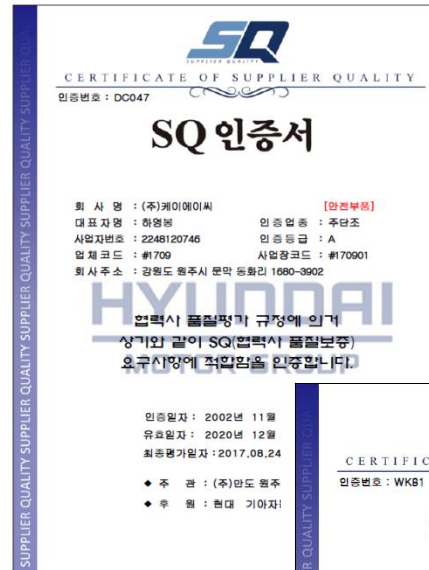 SUPPLIER QUALITY SUPPLIER QUALITY SUPPLIER QUALITY SUPPLIER QUALITY
SQ
SUPPLIER QUALITY
CERTIFICATE OF SUPPLIER QUALITY
인증번호 : DC047
SQ 인증서
회 사 명 : (주)케이에이씨 [안전부품]
대표자명 : 하영봉 인증업종 : 주단조
사업자번호 : 2248120746 인증등급 : A
업체코드 : #1709 사업장코드 : #170901
회사주소 : 강원도 원주시 문막 동화리 1680-3902
HYUNDAI
MOTOR GROUP
협력사 품질평가 규정에 의거
상기와 같이 SQ(협력사 품질보증)
요구사항에 적합함을 인증합니다.
인증일자 : 2002년 11월
유효일자 : 2020년 12월
최종평가일자 : 2017.08.24
◆ 주 관 : (주)만도 원주
◆ 후 원 : 현대 기아자
CERTIFIC
인증번호 : WK81
QUALITY SUPPLIER